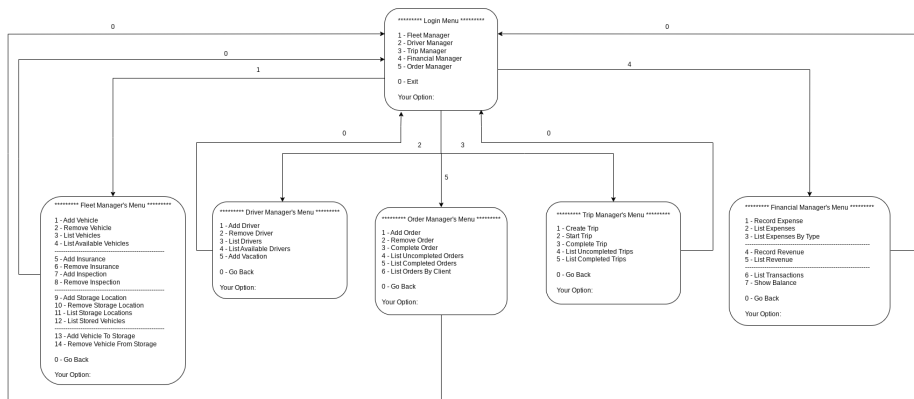 ********* Login Menu *********
1 - Fleet Manager
2 - Driver Manager
3 - Trip Manager
4 - Financial Manager
5 - Order Manager
0 - Exit
Your Option:
0
0
0
1
4
0
2
3
0
5
********* Fleet Manager's Menu *********
1 - Add Vehicle
2 - Remove Vehicle
3 - List Vehicles
4 - List Available Vehicles
5 - Add Insurance
6 - Remove Insurance
7 - Add Inspection
8 - Remove Inspection
9 - Add Storage Location
10 - Remove Storage Location
11 - List Storage Locations
12 - List Stored Vehicles
13 - Add Vehicle To Storage
14 - Remove Vehicle From Storage
0 - Go Back
Your Option:
********* Driver Manager's Menu *********
1 - Add Driver
2 - Remove Driver
3 - List Drivers
4 - List Available Drivers
5 - Add Vacation
0 - Go Back
Your Option:
********* Order Manager's Menu *********
1 - Add Order
2 - Remove Order
3 - Complete Order
4 - List Uncompleted Orders
5 - List Completed Orders
6 - List Orders By Client
0 - Go Back
Your Option:
********* Trip Manager's Menu *********
1 - Create Trip
2 - Start Trip
3 - Complete Trip
4 - List Uncompleted Trips
5 - List Completed Trips
0 - Go Back
Your Option:
********* Financial Manager's Menu *********
1 - Record Expense
2 - List Expenses
3 - List Expenses By Type
4 - Record Revenue
5 - List Revenue
6 - List Transactions
7 - Show Balance
0 - Go Back
Your Option: